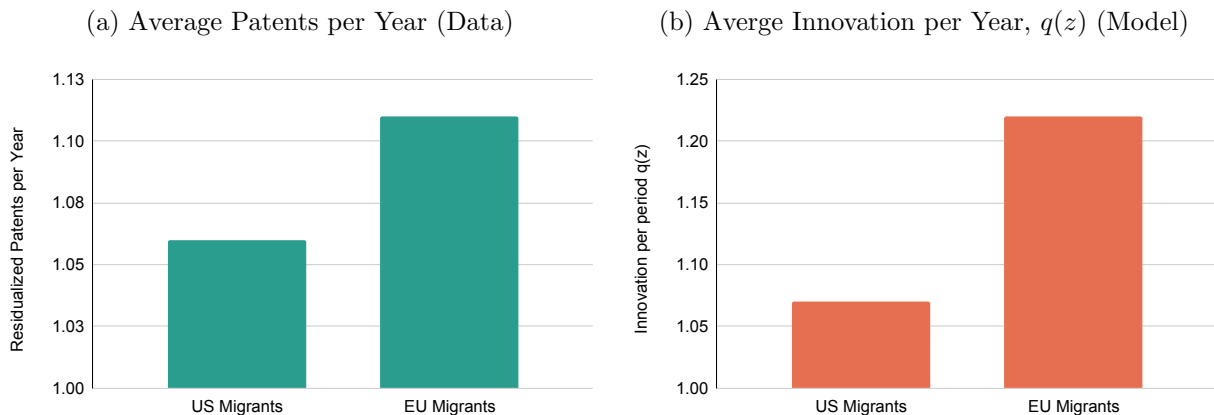 (a) Average Patents per Year (Data)
Residualized Patents per Year
1.13
1.10
1.08
1.05
1.03
1.00
US Migrants
EU Migrants
(b) Averge Innovation per Year, q(z) (Model)
Innovation per period q(z)
1.25
1.20
1.15
1.10
1.05
1.00
US Migrants
EU Migrants